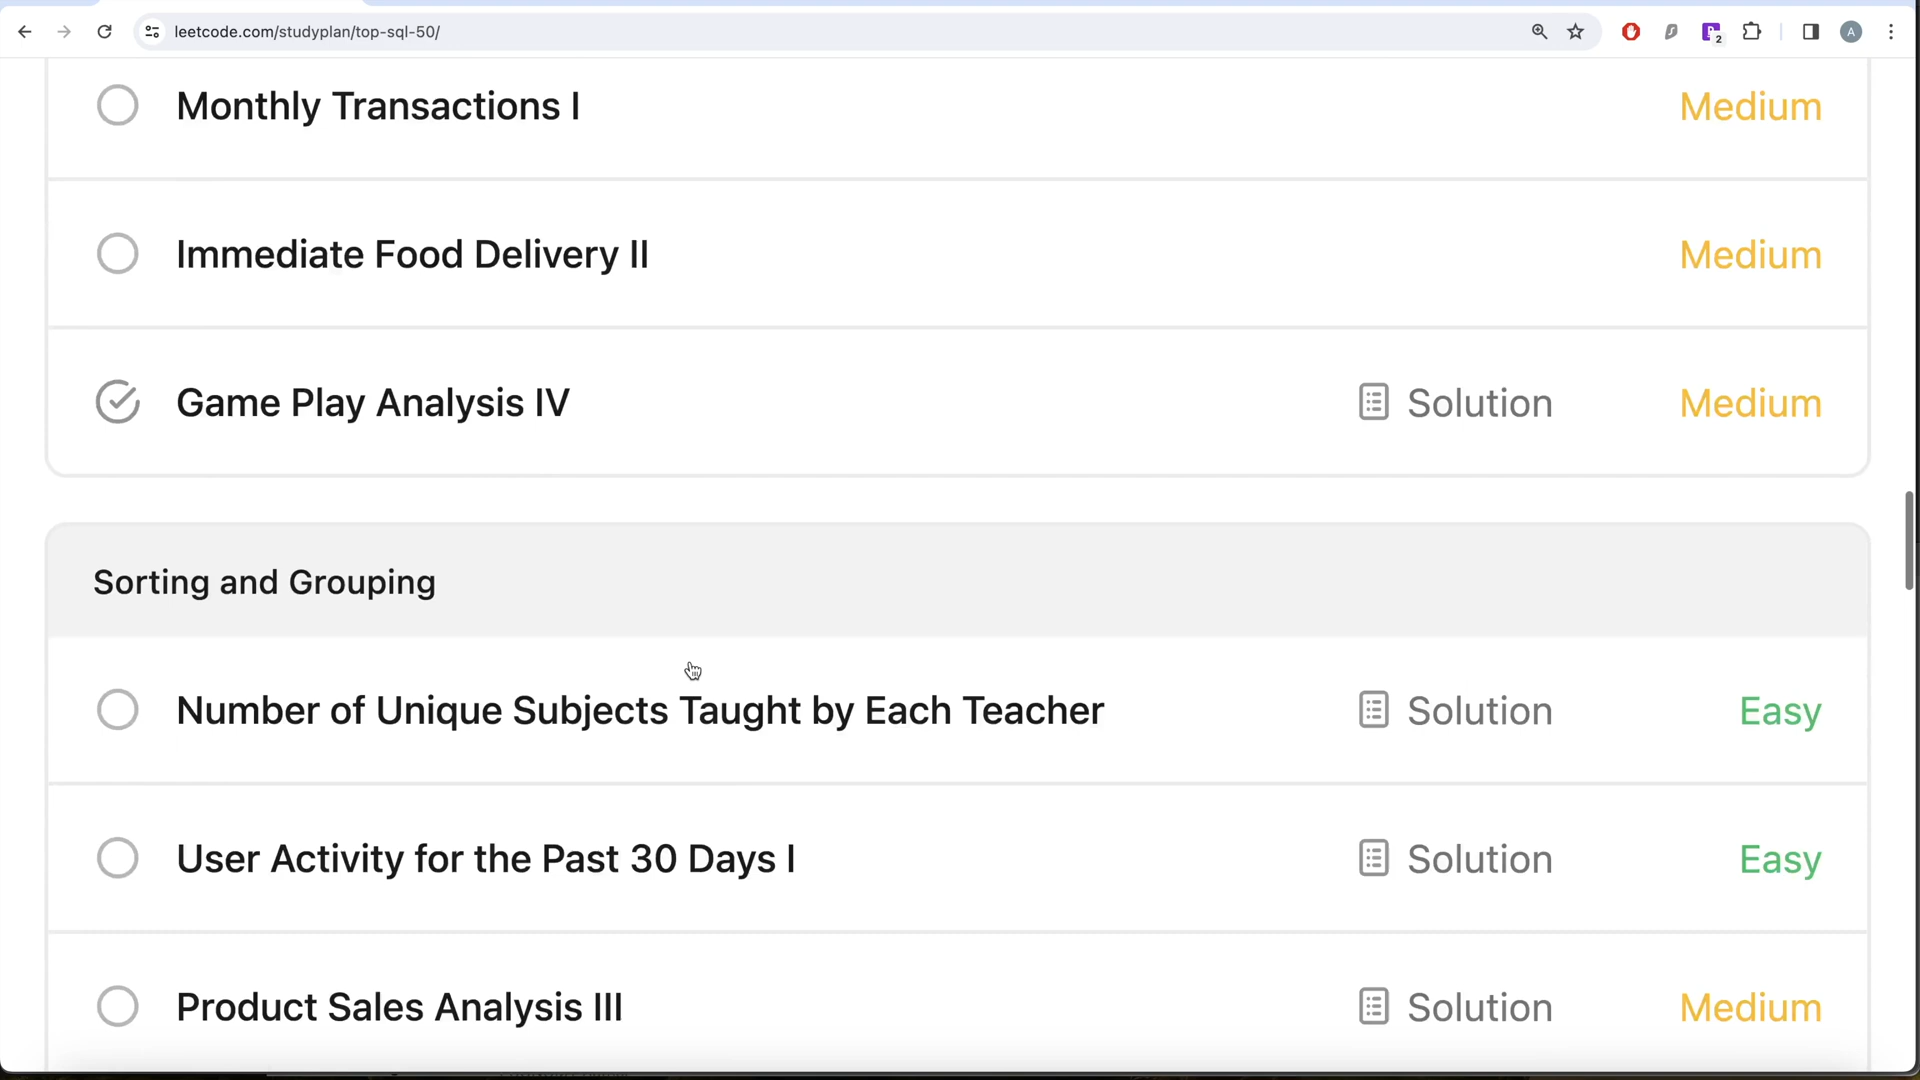 leetcode.com/studyplan/top-sql-50/
2
A
Monthly Transactions I Medium
Immediate Food Delivery II Medium
Game Play Analysis IV Solution Medium
Sorting and Grouping
Number of Unique Subjects Taught by Each Teacher Solution Easy
User Activity for the Past 30 Days I Solution Easy
Product Sales Analysis III Solution Medium